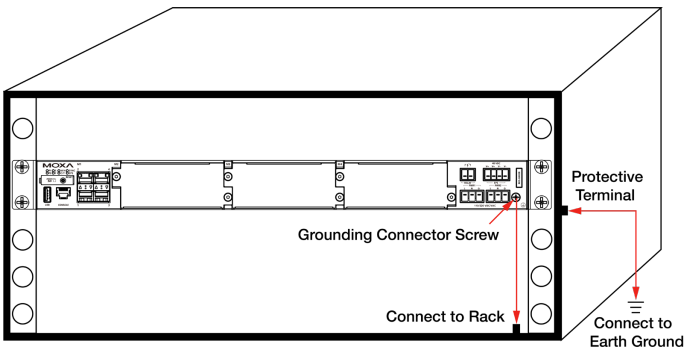 MOXA
Protective
Terminal
Grounding Connector Screw
Connect to Rack
Connect to
Earth Ground